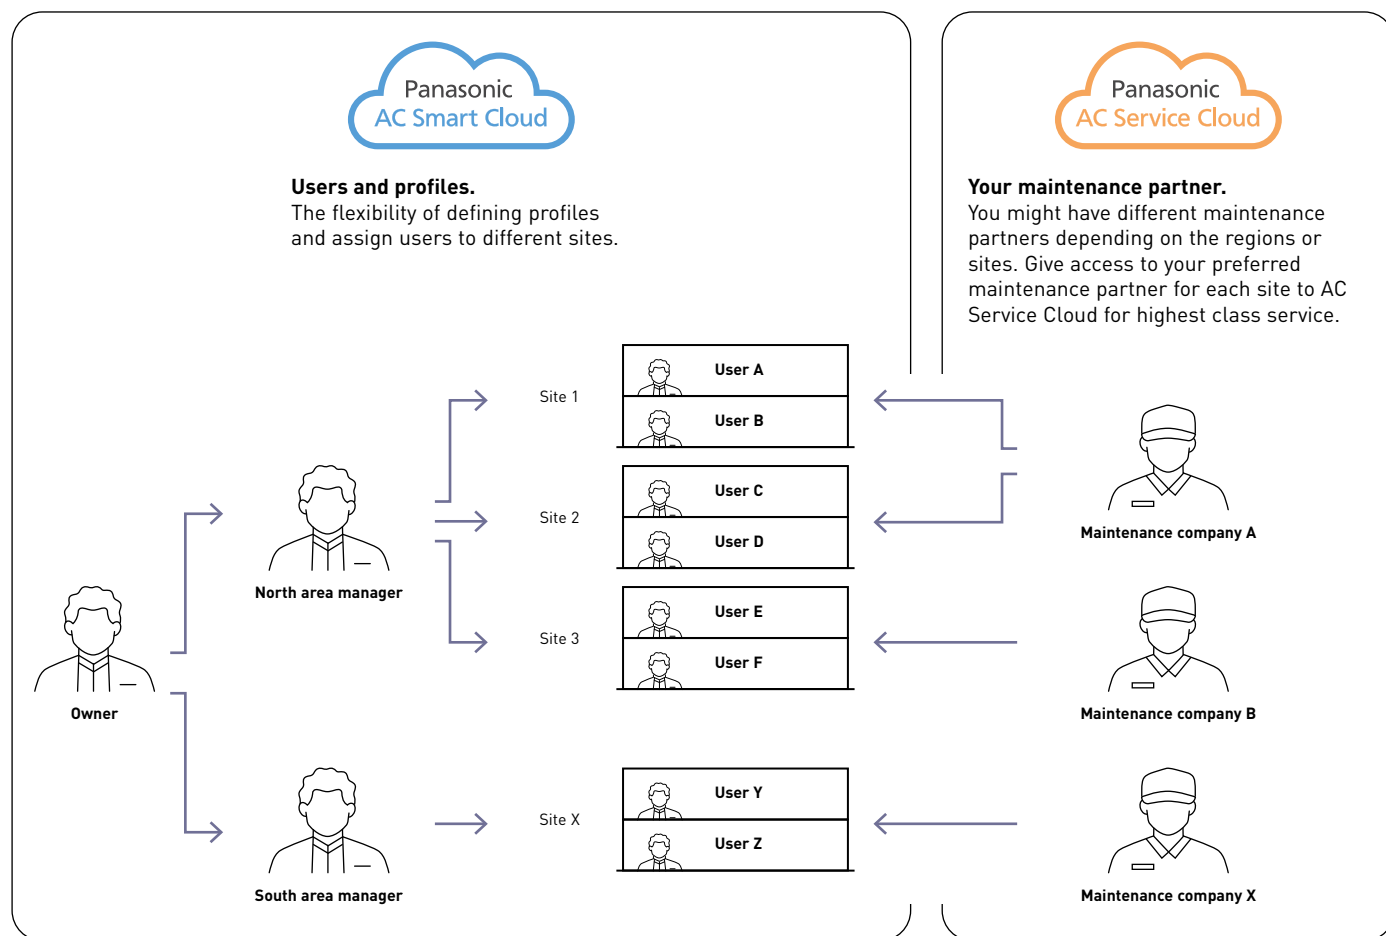 Panasonic
AC Smart Cloud
Users and profiles.
The flexibility of defining profiles
and assign users to different sites.
Panasonic
AC Service Cloud
Your maintenance partner.
You might have different maintenance
partners depending on the regions or
sites. Give access to your preferred
maintenance partner for each site to AC
Service Cloud for highest class service.
Owner
North area manager
South area manager
Site 1
User A
User B
Site 2
User C
User D
Site 3
User E
User F
Site X
User Y
User Z
Maintenance company A
Maintenance company B
Maintenance company X